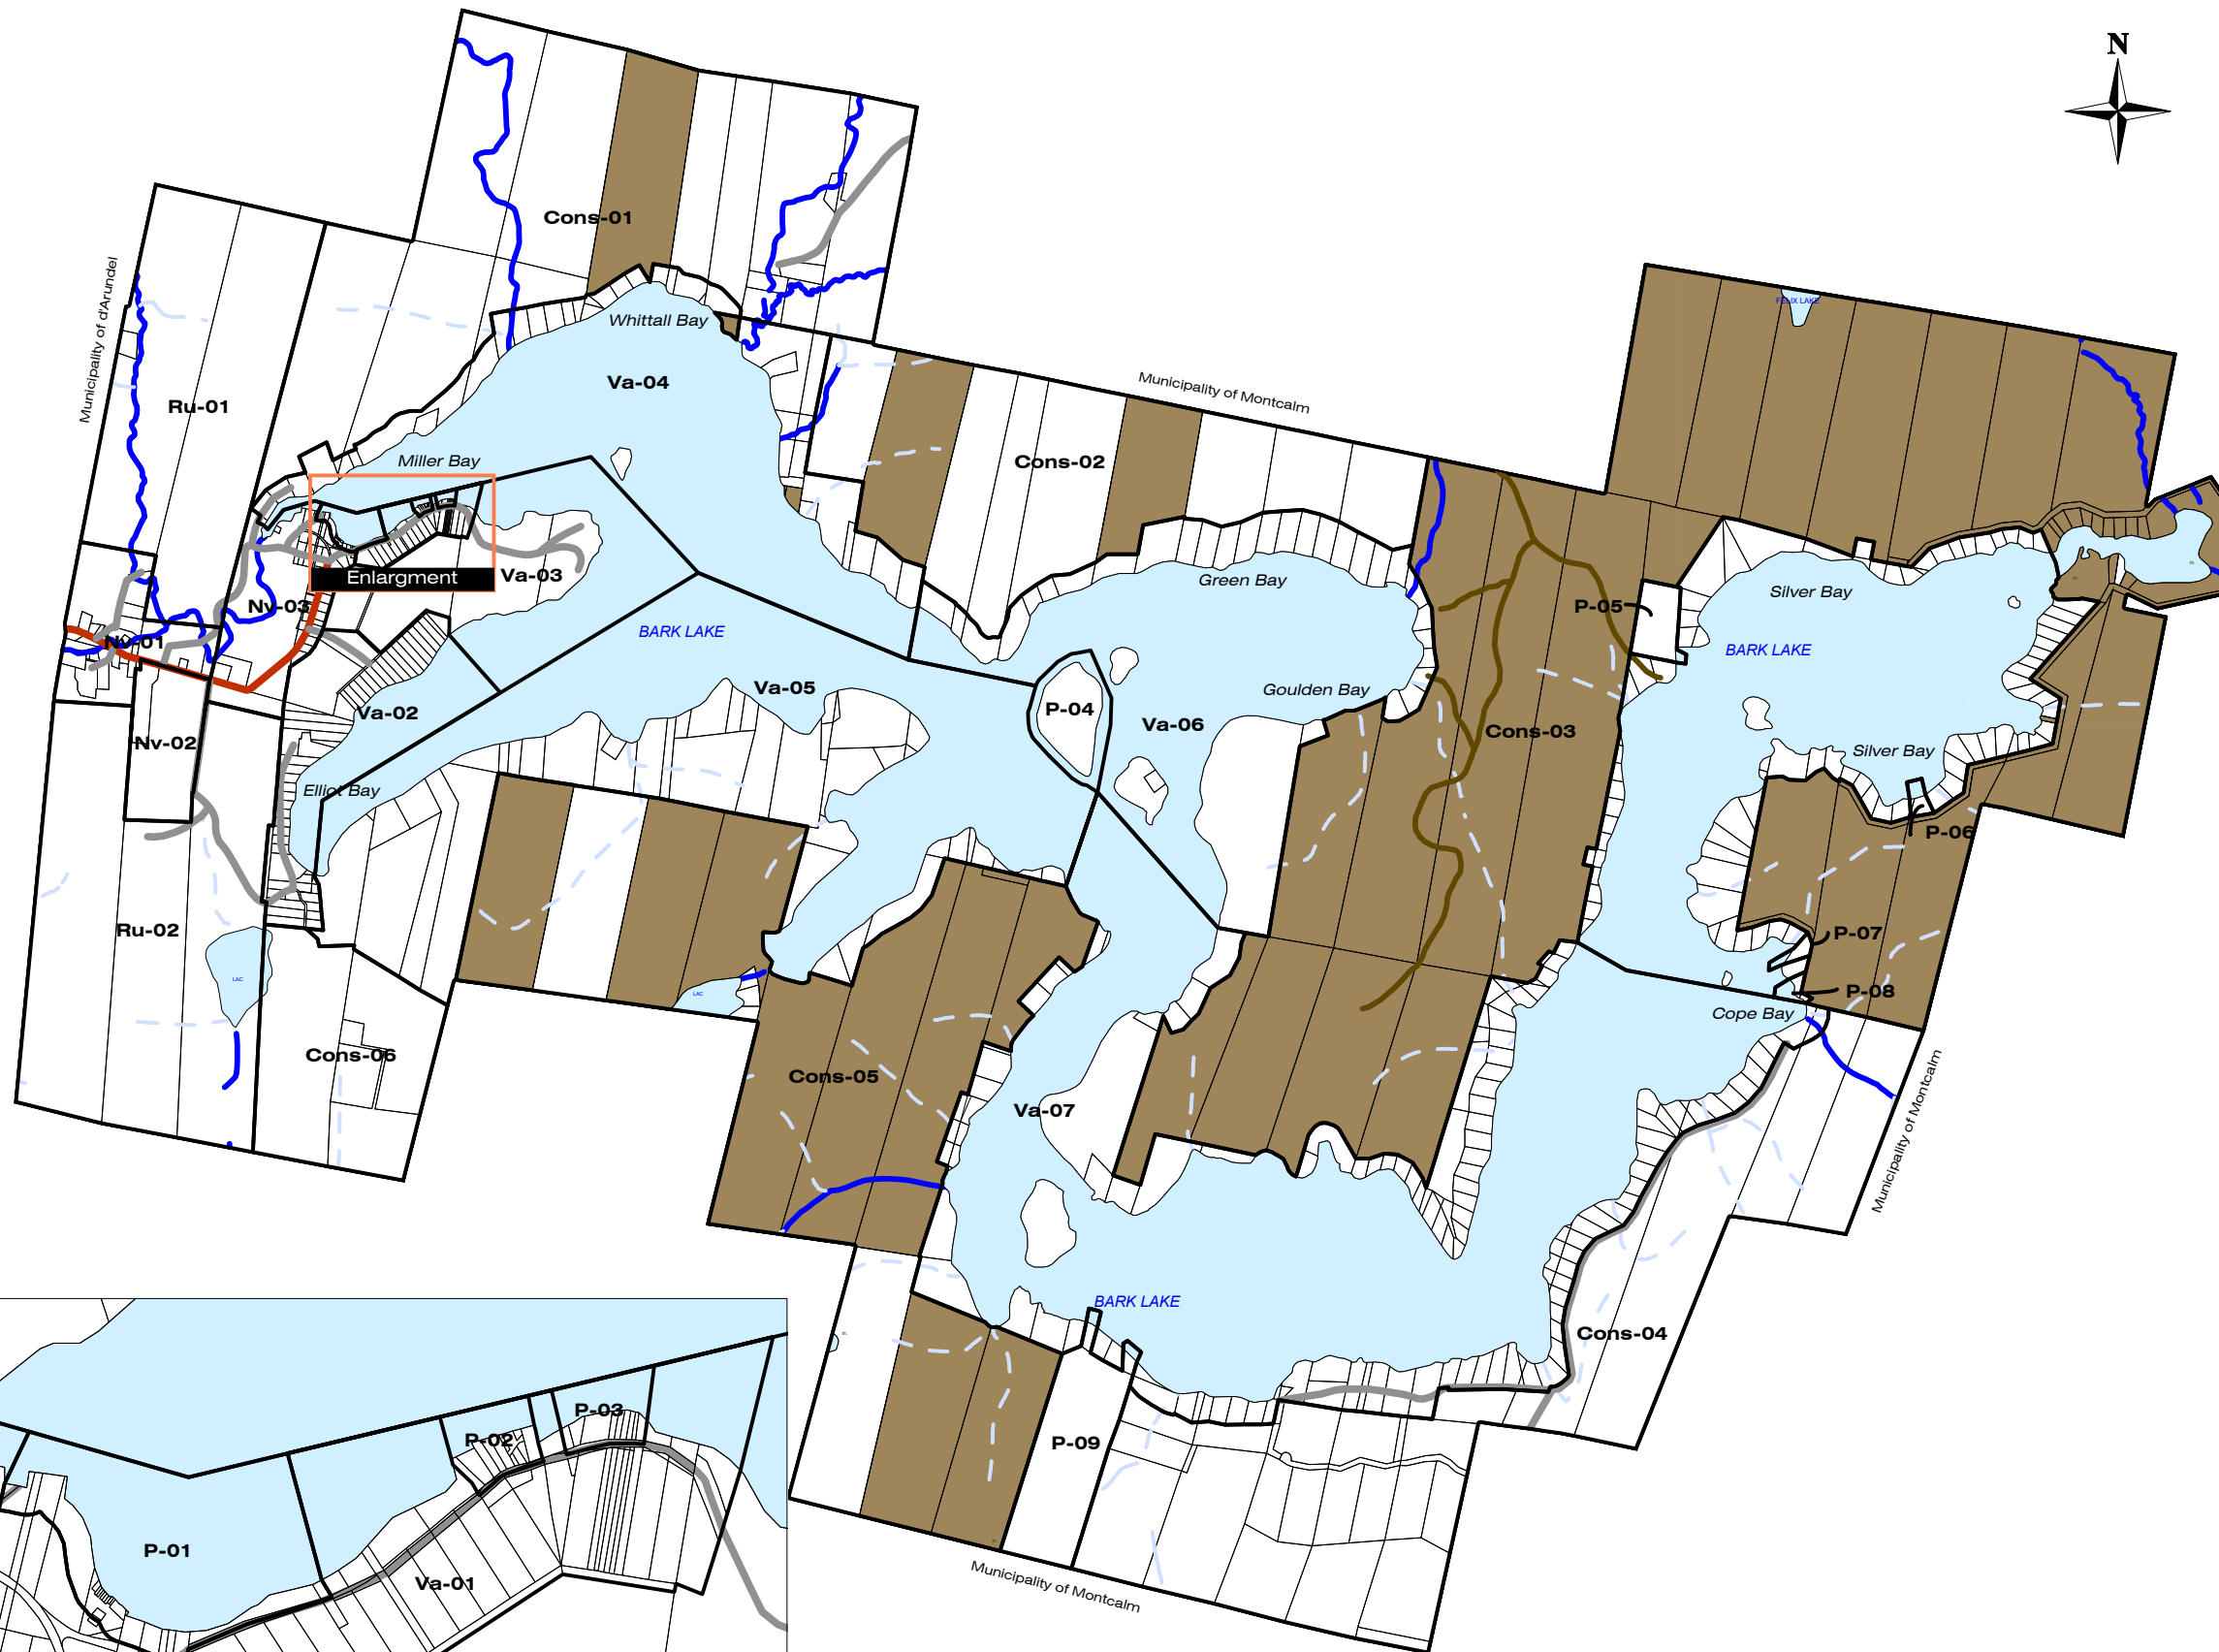 N
Cons-01
Municipality of d'Arundel
FELIX LAKE
Whittall Bay
Va-04
Municipality of Montcalm
Ru-01
Miller Bay
Cons-02
Enlargment
Va-03
Green Bay
Silver Bay
Nv-03
P-05
Nv-01
BARK LAKE
BARK LAKE
Va-05
Goulden Bay
P-04
Va-02
Va-06
Cons-03
Nv-02
Silver Bay
Elliot Bay
P-06
Ru-02
P-07
LAC
LAC
P-08
Cope Bay
Cons-06
Cons-05
Va-07
Municipality of Montcalm
BARK LAKE
Cons-04
P-03
P-02
P-09
P-01
Va-01
Municipality of Montcalm